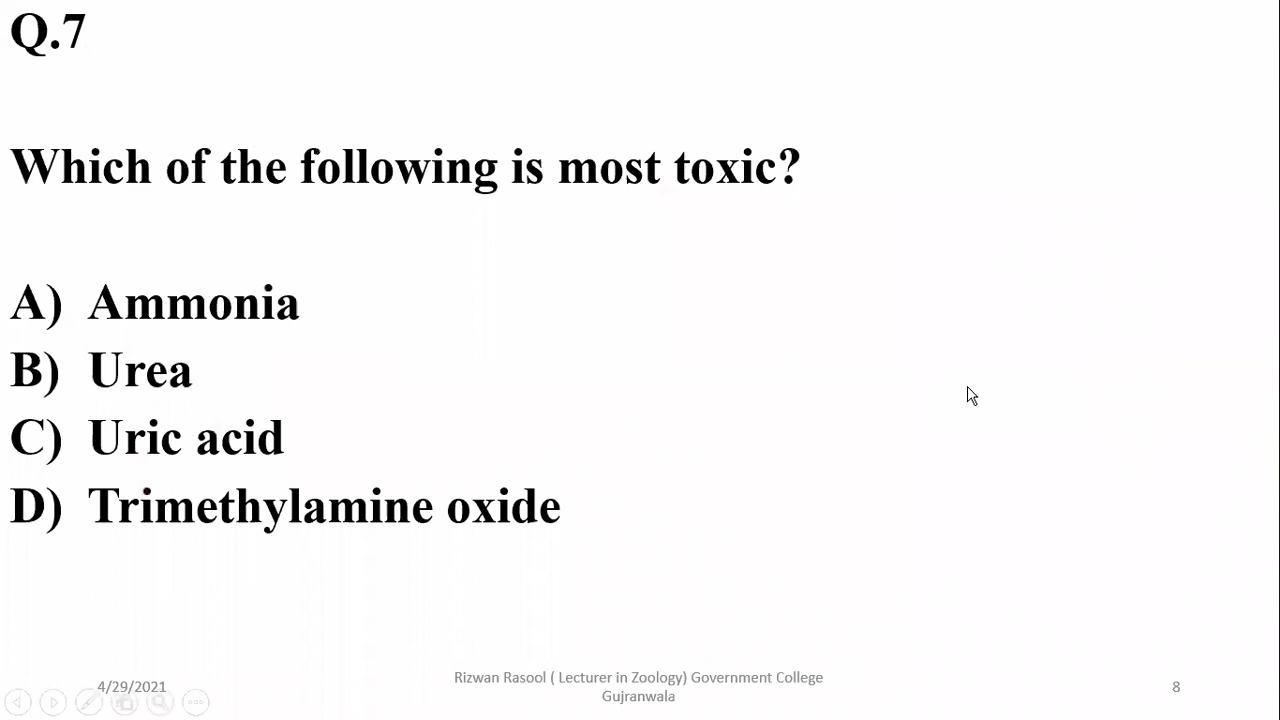 Q.7
Which of the following is most toxic?
A) Ammonia
B) Urea
C) Uric acid
D) Trimethylamine oxide
4/29/2021
Rizwan Rasool ( Lecturer in Zoology) Government College
Gujranwala
8